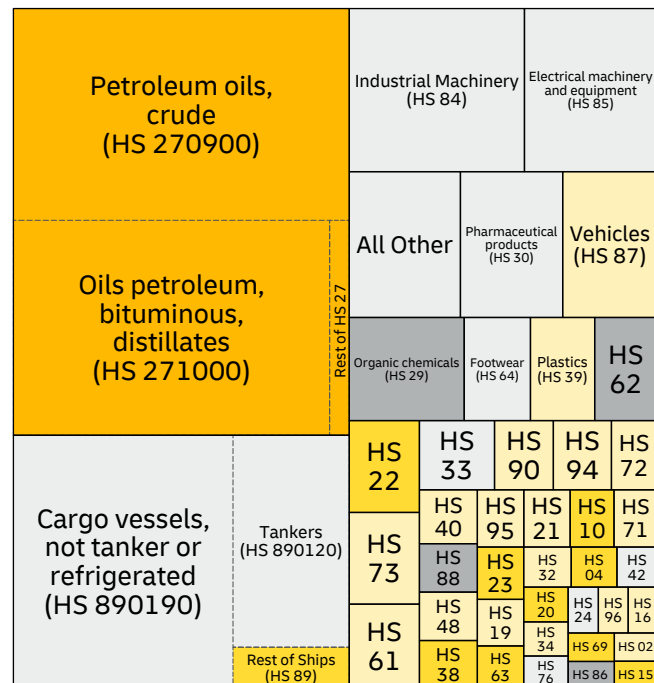 Petroleum oils,
crude
(HS 270900)
Oils petroleum,
bituminous,
distillates
(HS 271000)
Rest of HS 27
Cargo vessels,
not tanker or
refrigerated
(HS 890190)
Tankers
(HS 890120)
Rest of Ships
(HS 89)
Industrial Machinery
(HS 84)
Electrical machinery
and equipment
(HS 85)
All Other
Pharmaceutical
products
(HS 30)
Vehicles
(HS 87)
Organic chemicals
(HS 29)
Footwear
(HS 64)
Plastics
(HS 39)
HS
62
HS
22
HS
73
HS
61
HS
33
HS
90
HS
94
HS
72
HS
40
HS
95
HS
21
HS
10
HS
71
HS
88
HS
23
HS
32
HS
04
HS
42
HS
48
HS
19
HS
20
HS
24
HS
96
HS
16
HS
34
HS 69
HS 02
HS
38
HS
63
HS
76
HS 86
HS 15